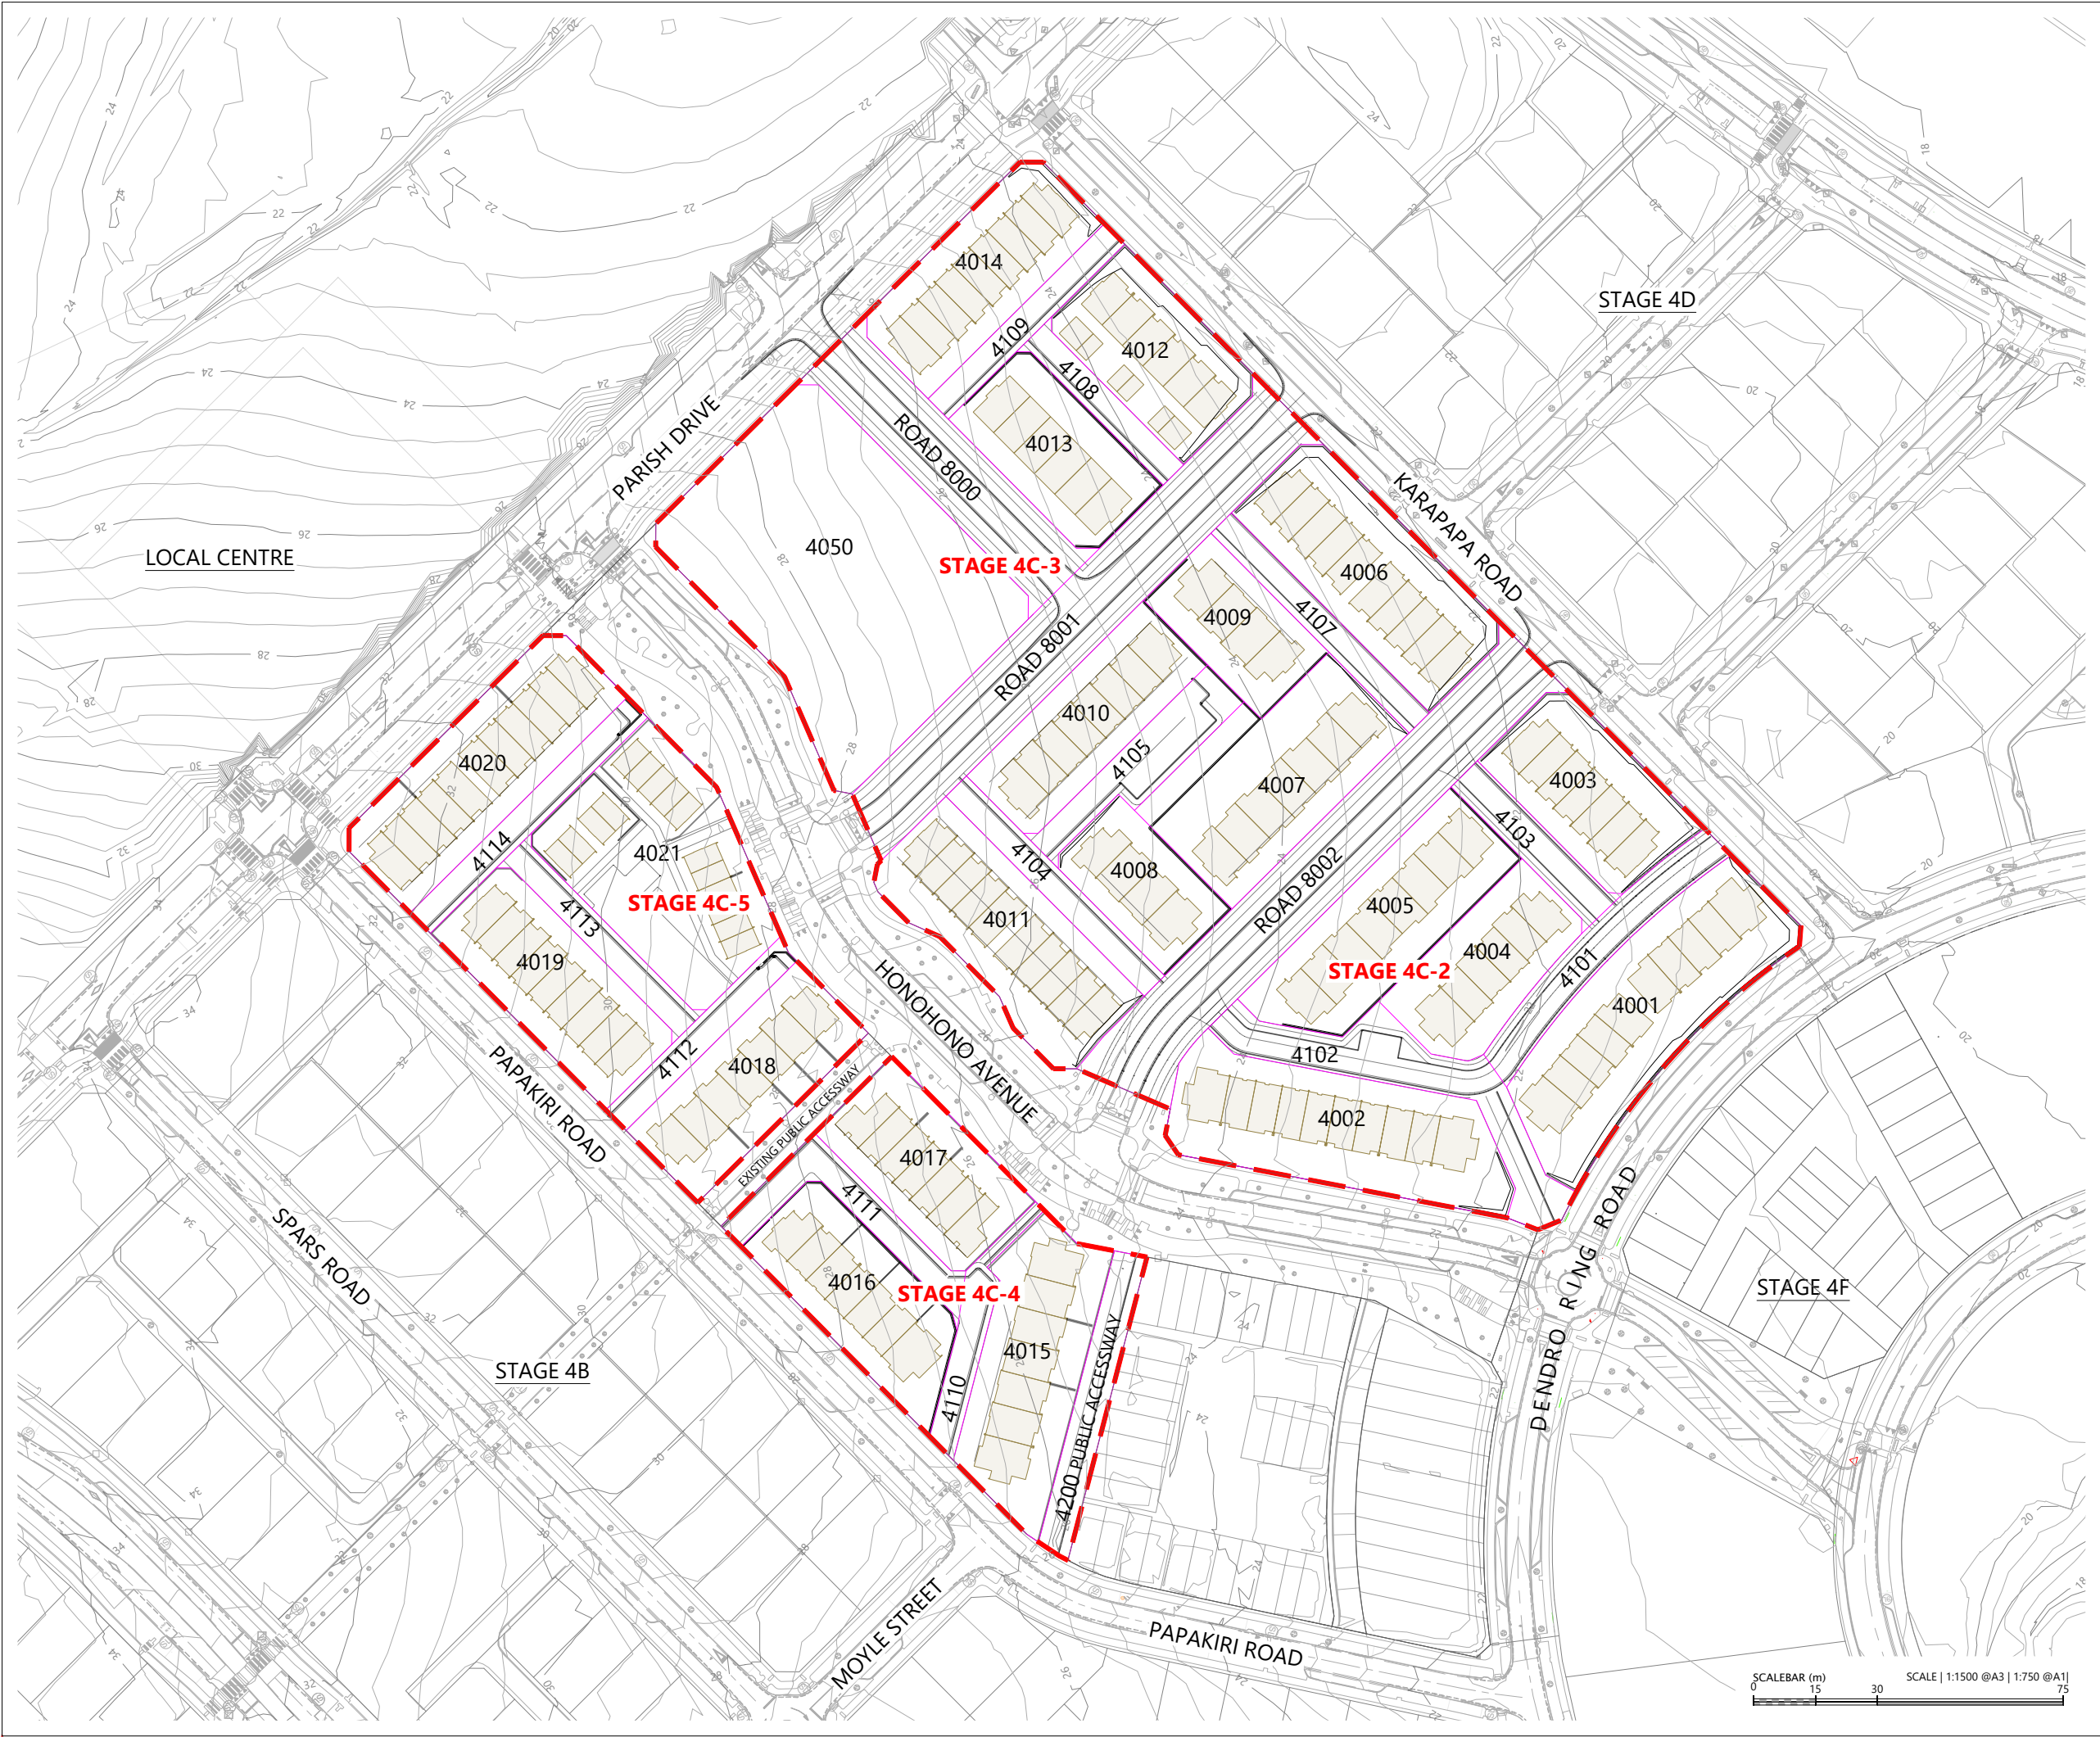 STAGE 4D
4014
4109
4012
4108
4013
PARISH DRIVE
ROAD 8000
KARAPAPA ROAD
4050
LOCAL CENTRE
STAGE 4C-3
4006
4009
4107
ROAD 8001
4010
4105
4020
4007
4003
4103
4114
4021
4104
4008
ROAD 8002
STAGE 4C-5
4113
4011
4005
4019
4004
STAGE 4C-2
4101
4001
HONOHONO AVENUE
4112
4018
4102
PAPAKIRI ROAD
EXISTING PUBLIC ACCESSWAY
4002
4017
4111
SPARS ROAD
4016
STAGE 4C-4
DENDRO RING ROAD
STAGE 4F
4015
STAGE 4B
4110
4200 PUBLIC ACCESSWAY
MOYLE STREET
PAPAKIRI ROAD
SCALEBAR (m)
SCALE | 1:1500 @A3 | 1:750 @A1|
0 15 30 75